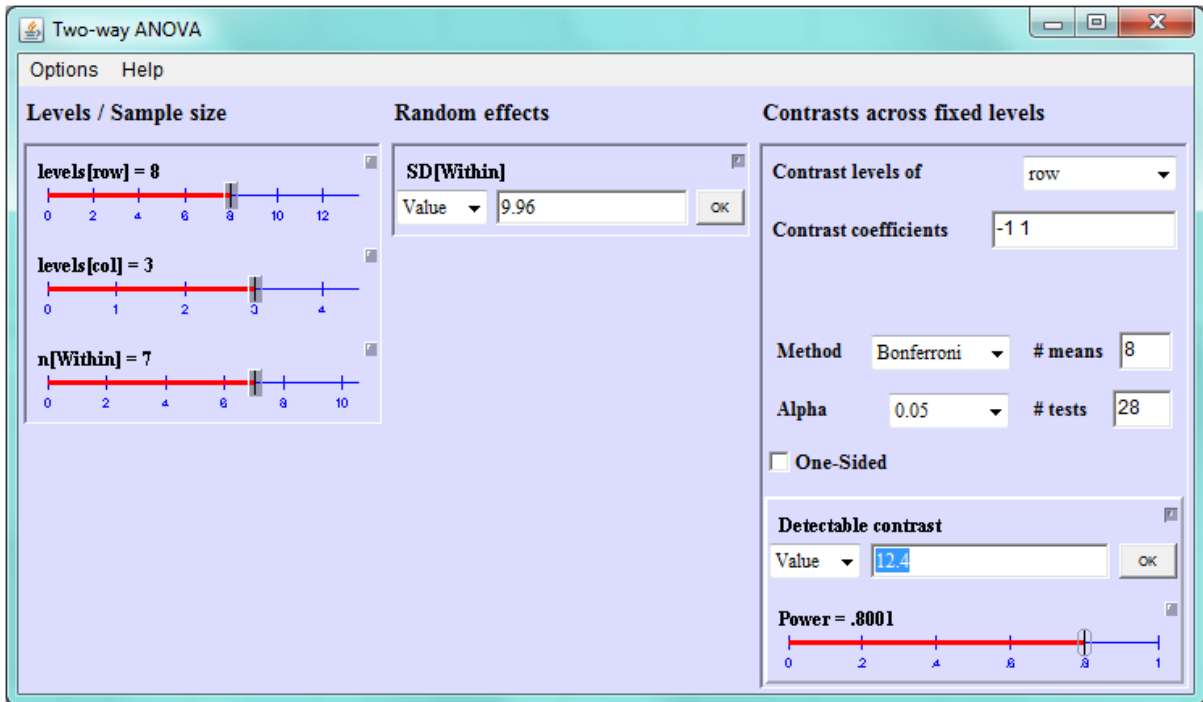 Two-way ANOVA
Options Help
Levels / Sample size
levels[row] = 8
0 2 4 6 8 10 12
levels[col] = 3
0 1 2 3 4
n[Within] = 7
0 2 4 6 8 10
Random effects
SD[Within]
Value 9.96 OK
Contrasts across fixed levels
Contrast levels of row
Contrast coefficients -1 1
Method Bonferroni # means 8
Alpha 0.05 # tests 28
One-Sided
Detectable contrast
Value 12.4 OK
Power = .8001
0 .2 .4 .6 .8 1